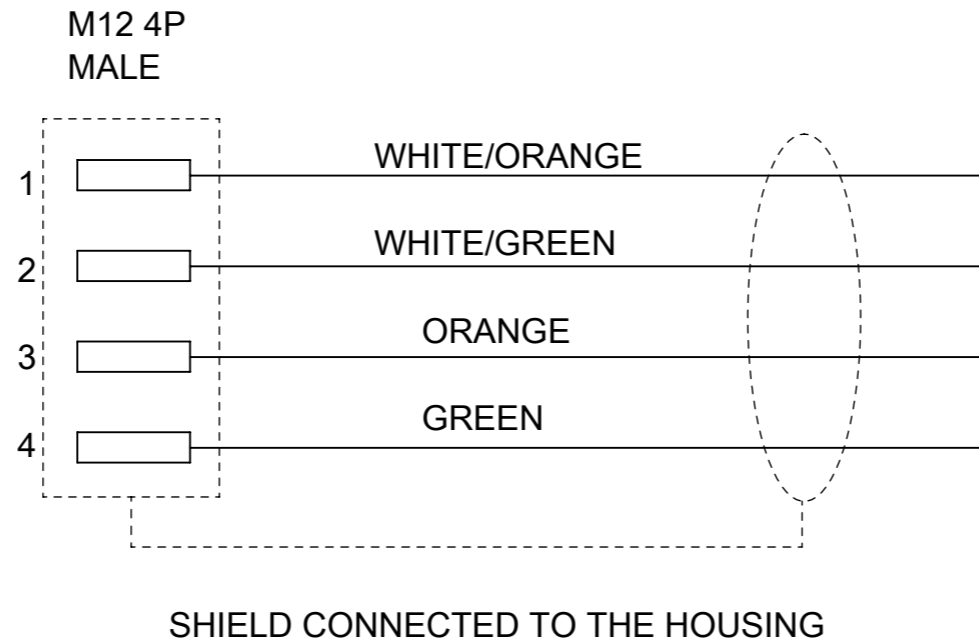 M12 4P
MALE
1
WHITE/ORANGE
2
WHITE/GREEN
3
ORANGE
4
GREEN
SHIELD CONNECTED TO THE HOUSING